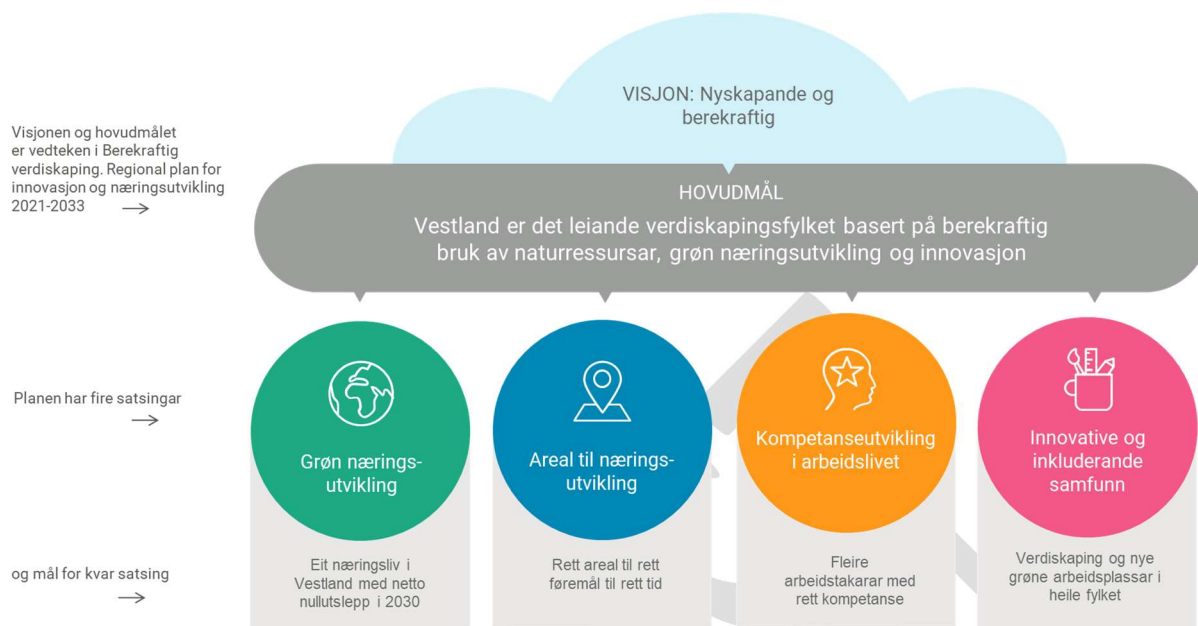 VISJON: Nyskapande og
berekraftig
Visjonen og hovudmålet
er vedteken i Berekraftig
verdiskaping. Regional plan for
innovasjon og næringsutvikling
2021-2033
HOVUDMÅL
Vestland er det leiande verdiskapingsfylket basert på berekraftig
bruk av naturressursar, grøn næringsutvikling og innovasjon
Planen har fire satsingar
Grøn nærings-
utvikling
Areal til nærings-
utvikling
Kompetanseutvikling
i arbeidslivet
Innovative og
inkluderande
samfunn
og mål for kvar satsing
Eit næringsliv i
Vestland med netto
nullutslepp i 2030
Rett areal til rett
føremål til rett tid
Fleire
arbeidstakarar med
rett kompetanse
Verdiskaping og nye
grøne arbeidsplassar i
heile fylket